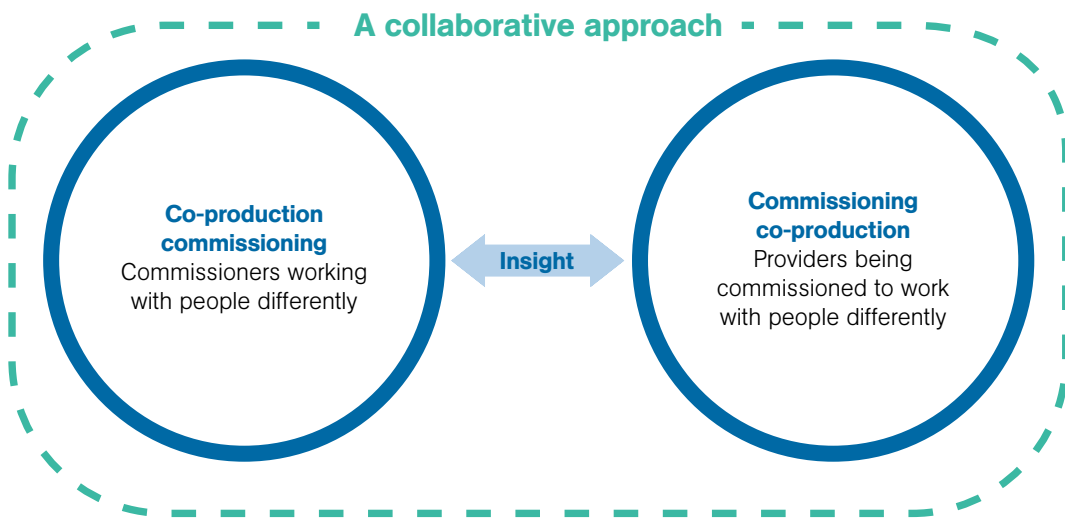 A collaborative approach
Co-production
commissioning
Commissioners working
with people differently
Insight
Commissioning
co-production
Providers being
commissioned to work
with people differently